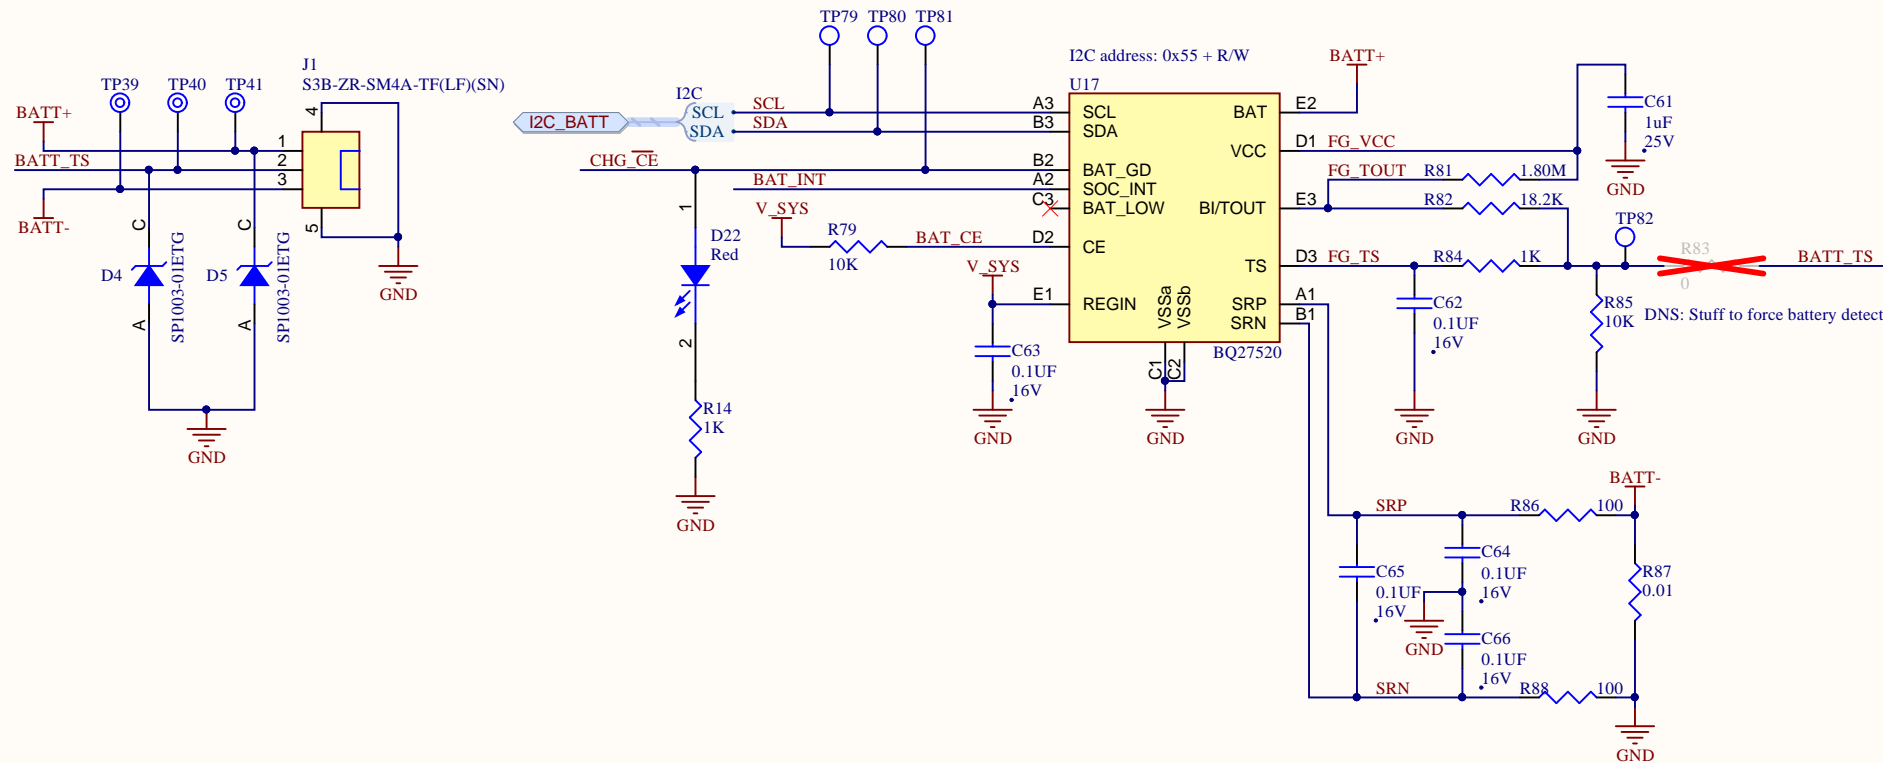 TP39
TP40
TP41
J1
S3B-ZR-SM4A-TF(LF)(SN)
BATT+
BATT_TS
BATT-
1
2
3
4
5
C
A
D4
SP1003-01ETG
C
A
D5
SP1003-01ETG
GND
GND
TP79
TP80
TP81
I2C_BATT
I2C
SCL
SDA
SCL
SDA
CHG_CE
BAT_INT
V_SYS
R79
10K
BAT_CE
1
D22
Red
2
R14
1K
GND
V_SYS
C63
0.1UF
16V
GND
I2C address: 0x55 + R/W
U17
A3
SCL
B3
SDA
B2
BAT_GD
A2
SOC_INT
C3
BAT_LOW
D2
CE
E1
REGIN
BAT
E2
VCC
D1
BI/TOUT
E3
TS
D3
SRP
A1
SRN
B1
VSSa
VSSb
C1
C2
BQ27520
GND
BATT+
FG_VCC
C61
1uF
25V
GND
FG_TOUT
R81
1.80M
R82
18.2K
TP82
FG_TS
R84
1K
R83
0
BATT_TS
C62
0.1UF
16V
GND
R85
10K
GND
DNS: Stuff to force battery detect
BATT-
SRP
R86
100
C65
0.1UF
16V
C64
0.1UF
16V
GND
C66
0.1UF
16V
R87
0.01
SRN
R88
100
GND